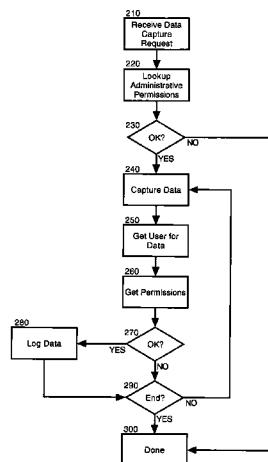 210
Receive Data
Capture
Request
220
Lookup
Administrative
Permissions
230
OK?
NO
YES
240
Capture Data
250
Get User for
Data
260
Get Permissions
270
OK?
YES
NO
280
Log Data
290
End?
NO
YES
300
Done